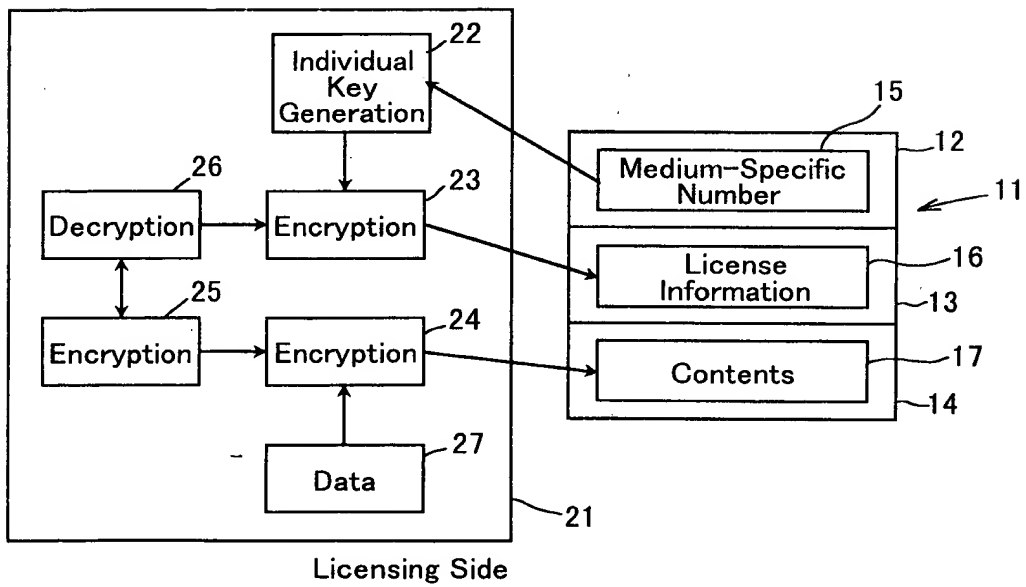 22
Individual
Key
Generation
15
12
Medium-Specific
Number
11
26
23
Decryption
Encryption
16
License
Information
13
25
24
Encryption
Encryption
17
Contents
14
27
Data
21
Licensing Side